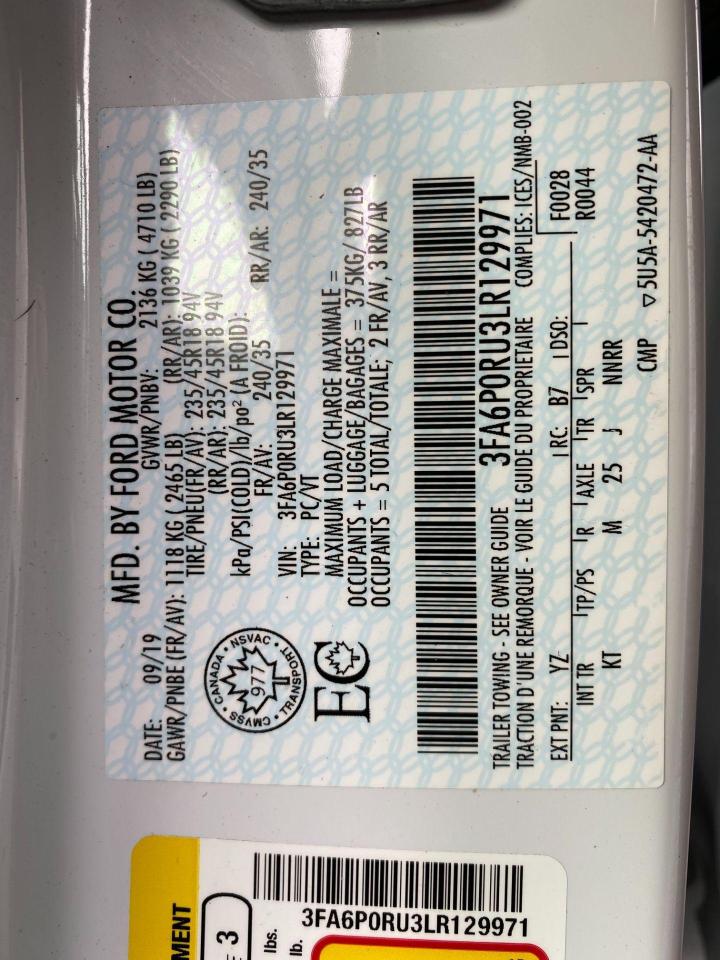 MFD. BY FORD MOTOR CO.
DATE: 09/19 GVWR/PNBV: 2136 KG ( 4710 LB)
GAWR/PNBE (FR/AV): 1118 KG ( 2465 LB) (RR/AR): 1039 KG ( 2290 LB)
TIRE/PNEU(FR/AV): 235/45R18 94V
(RR/AR): 235/45R18 94V
kPa/PSI(COLD)/lb/po² (A FROID):
FR/AV: 240/35 RR/AR: 240/35
VIN: 3FA6P0RU3LR129971
TYPE: PC/VT
MAXIMUM LOAD/CHARGE MAXIMALE =
OCCUPANTS + LUGGAGE/BAGAGES = 375KG/ 827LB
OCCUPANTS = 5 TOTAL/TOTALE; 2 FR/AV, 3 RR/AR
CANADA • NSVAC • TRANSPORT • CMVSS •
977
EC
3FA6P0RU3LR129971
TRAILER TOWING - SEE OWNER GUIDE
TRACTION D'UNE REMORQUE - VOIR LE GUIDE DU PROPRIETAIRE COMPLIES: ICES/NMB-002
EXT PNT: YZ RC: B7 DSO: F0028
R0044
INT TR TP/PS R AXLE TR SPR
KT M 25 J NNRR
CMP ▽5U5A-5420472-AA
3
lbs.
lb.
3FA6P0RU3LR129971